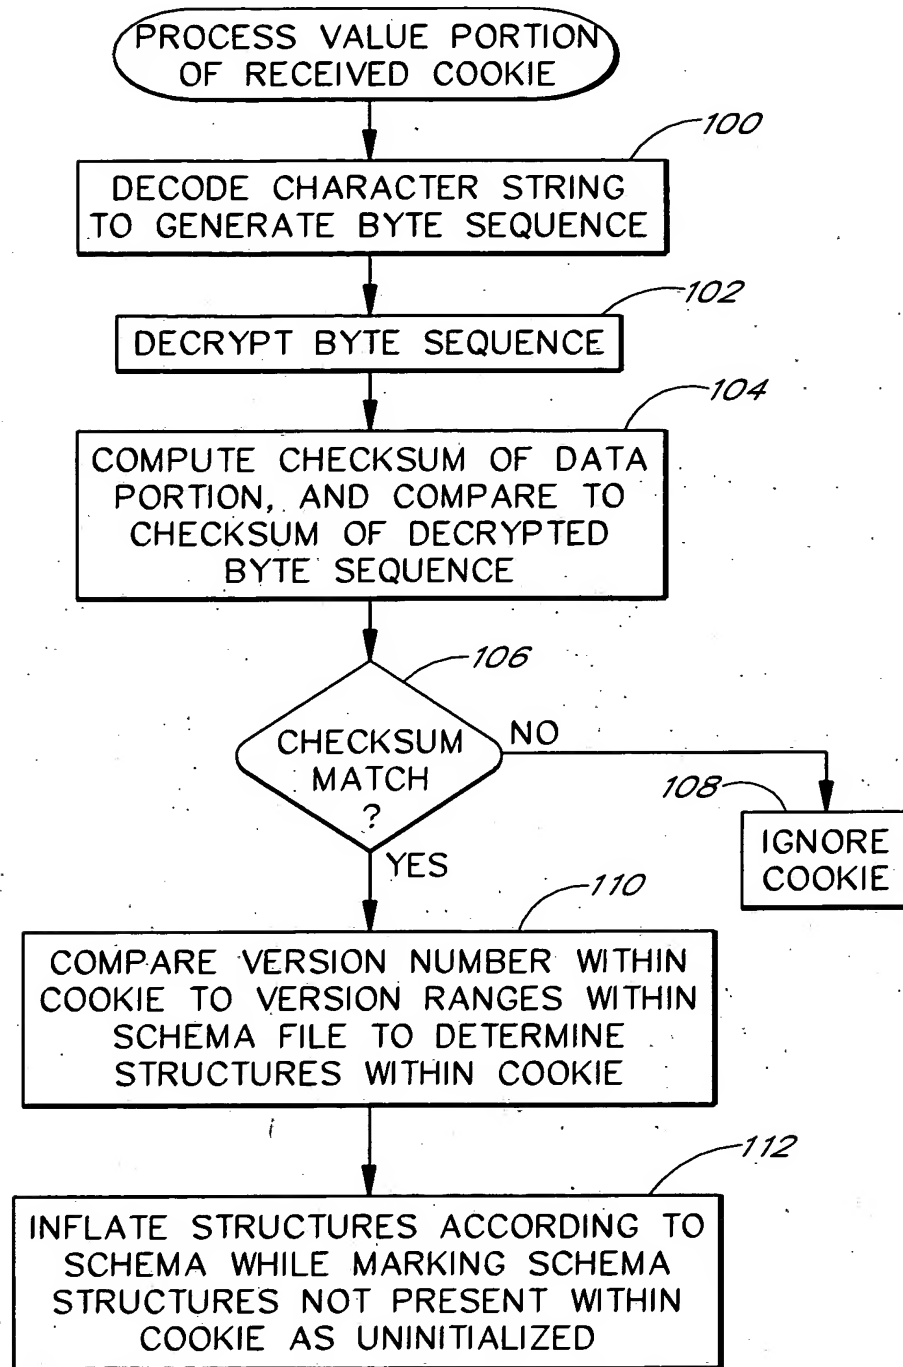 PROCESS VALUE PORTION
OF RECEIVED COOKIE
100
DECODE CHARACTER STRING
TO GENERATE BYTE SEQUENCE
102
DECRYPT BYTE SEQUENCE
104
COMPUTE CHECKSUM OF DATA
PORTION, AND COMPARE TO
CHECKSUM OF DECRYPTED
BYTE SEQUENCE
106
CHECKSUM
MATCH
?
NO
108
IGNORE
COOKIE
YES
110
COMPARE VERSION NUMBER WITHIN
COOKIE TO VERSION RANGES WITHIN
SCHEMA FILE TO DETERMINE
STRUCTURES WITHIN COOKIE
112
INFLATE STRUCTURES ACCORDING TO
SCHEMA WHILE MARKING SCHEMA
STRUCTURES NOT PRESENT WITHIN
COOKIE AS UNINITIALIZED